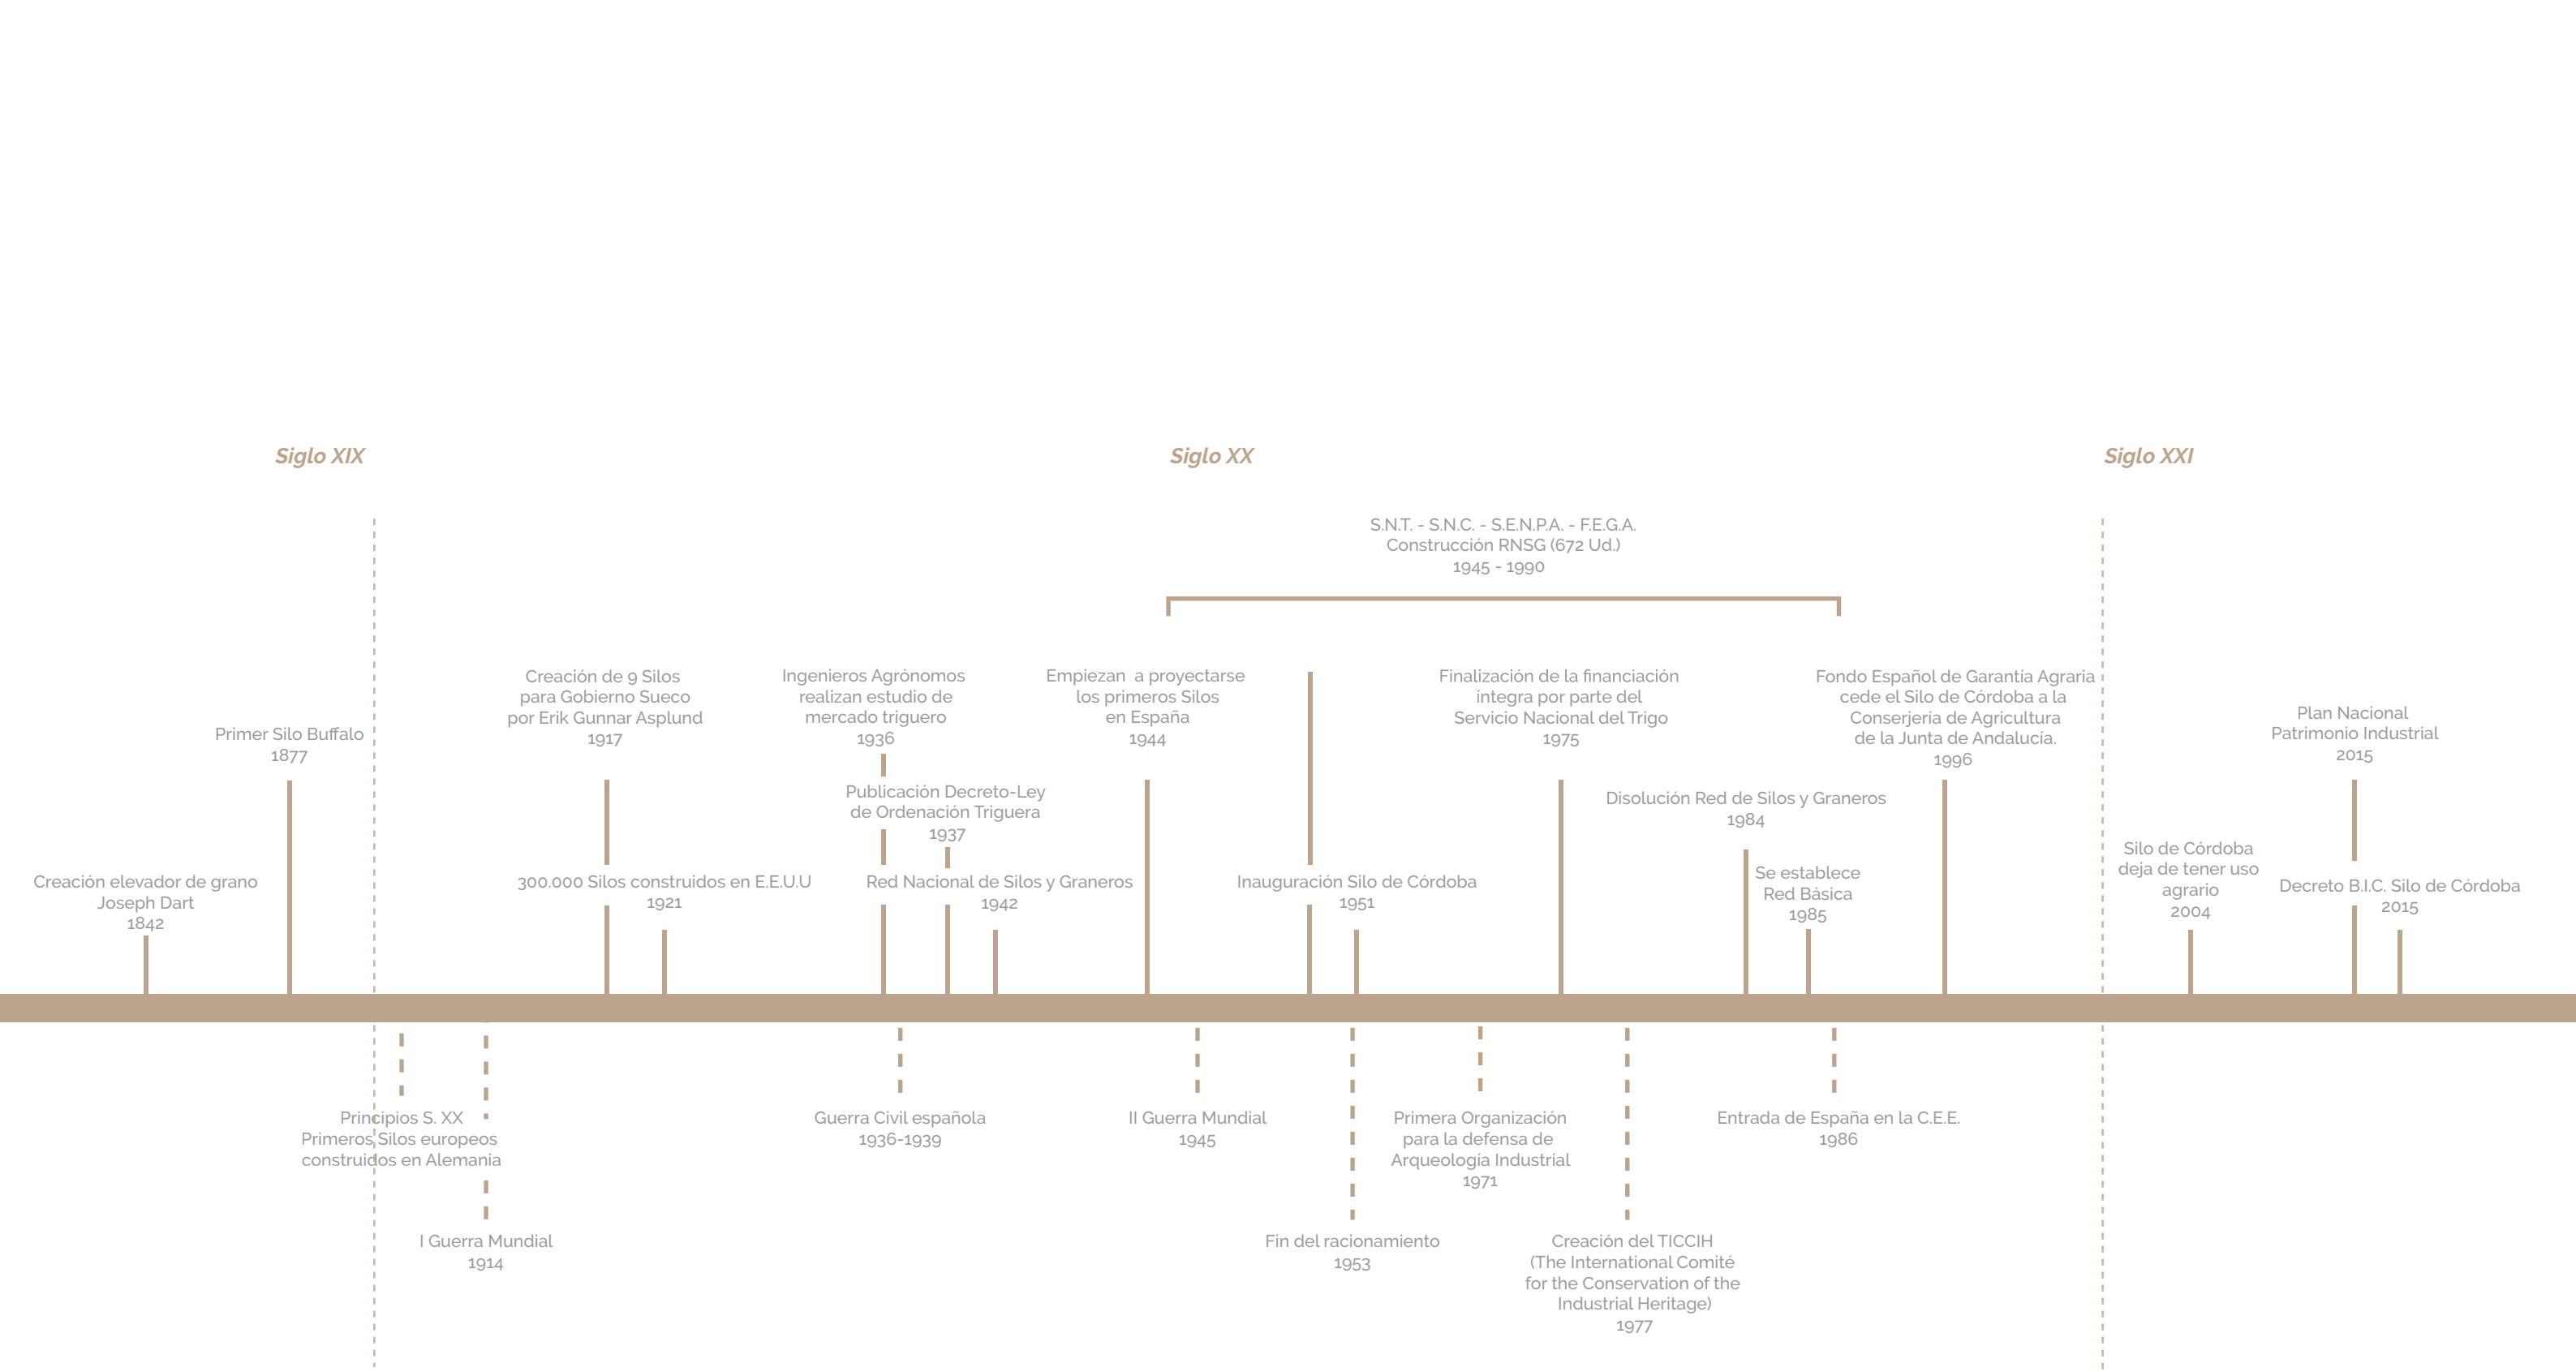 Siglo XIX
Siglo XX
Siglo XXI
S.N.T. - S.N.C. - S.E.N.P.A. - F.E.G.A.
Construcción RNSG (672 Ud.)
1945 - 1990
Creación elevador de grano
Joseph Dart
1842
Primer Silo Buffalo
1877
Creación de 9 Silos
para Gobierno Sueco
por Erik Gunnar Asplund
1917
300.000 Silos construidos en E.E.U.U
1921
Ingenieros Agrónomos
realizan estudio de
mercado triguero
1936
Publicación Decreto-Ley
de Ordenación Triguera
1937
Red Nacional de Silos y Graneros
1942
Empiezan a proyectarse
los primeros Silos
en España
1944
Inauguración Silo de Córdoba
1951
Finalización de la financiación
íntegra por parte del
Servicio Nacional del Trigo
1975
Disolución Red de Silos y Graneros
1984
Se establece
Red Básica
1985
Fondo Español de Garantía Agraria
cede el Silo de Córdoba a la
Conserjería de Agricultura
de la Junta de Andalucía.
1996
Silo de Córdoba
deja de tener uso
agrario
2004
Plan Nacional
Patrimonio Industrial
2015
Decreto B.I.C. Silo de Córdoba
2015
Principios S. XX
Primeros Silos europeos
construidos en Alemania
I Guerra Mundial
1914
Guerra Civil española
1936-1939
II Guerra Mundial
1945
Fin del racionamiento
1953
Primera Organización
para la defensa de
Arqueología Industrial
1971
Creación del TICCIH
(The International Comité
for the Conservation of the
Industrial Heritage)
1977
Entrada de España en la C.E.E.
1986